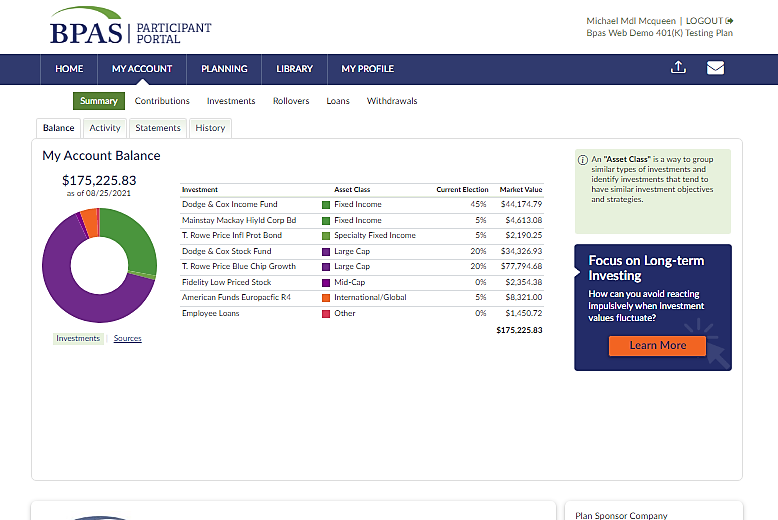 BPAS | PARTICIPANT PORTAL
Michael Mdl Mcqueen | LOGOUT
Bpas Web Demo 401(K) Testing Plan
HOME MY ACCOUNT PLANNING LIBRARY MY PROFILE
Summary Contributions Investments Rollovers Loans Withdrawals
Balance Activity Statements History
My Account Balance
$175,225.83
as of 08/25/2021
Investments | Sources
Investment Asset Class Current Election Market Value
Dodge & Cox Income Fund Fixed Income 45% $44,174.79
Mainstay Mackay Hiyld Corp Bd Fixed Income 5% $4,613.08
T. Rowe Price Infl Prot Bond Specialty Fixed Income 5% $2,190.25
Dodge & Cox Stock Fund Large Cap 20% $34,326.93
T. Rowe Price Blue Chip Growth Large Cap 20% $77,794.68
Fidelity Low Priced Stock Mid-Cap 0% $2,354.38
American Funds Europacfic R4 International/Global 5% $8,321.00
Employee Loans Other 0% $1,450.72
$175,225.83
An "Asset Class" is a way to group
similar types of investments and
identify investments that tend to
have similar investment objectives
and strategies.
Focus on Long-term
Investing
How can you avoid reacting
impulsively when investment
values fluctuate?
Learn More
Plan Sponsor Company